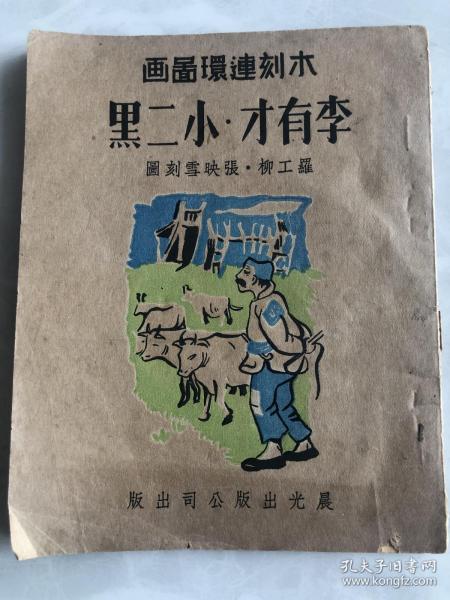 木刻連環啚画
李有才·小二黑
羅工柳·張映雪刻圖
晨光出版公司出版
孔夫子旧书网
www.kongfz.com